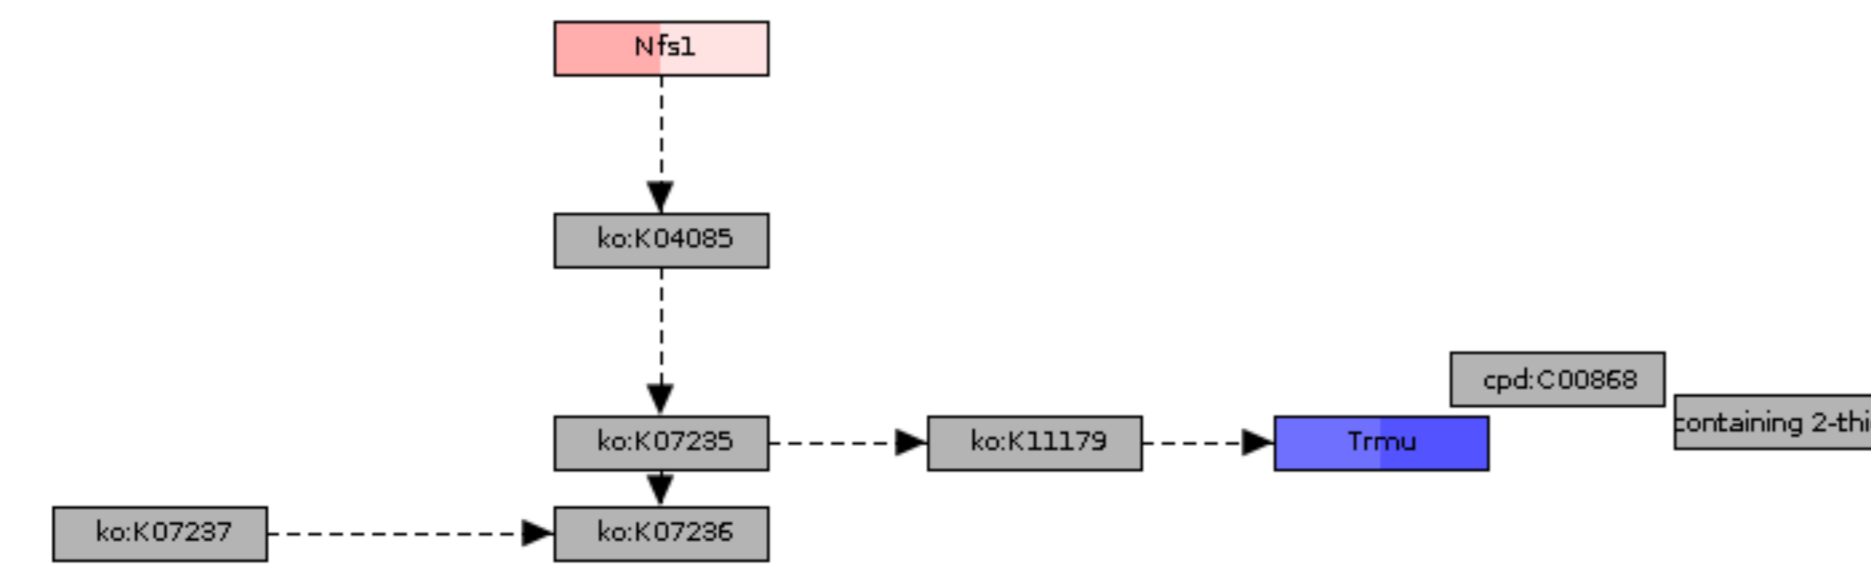 Nfs1
ko:K04085
cpd:C00868
containing 2-thi
ko:K07235
ko:K11179
Trmu
ko:K07237
ko:K07236